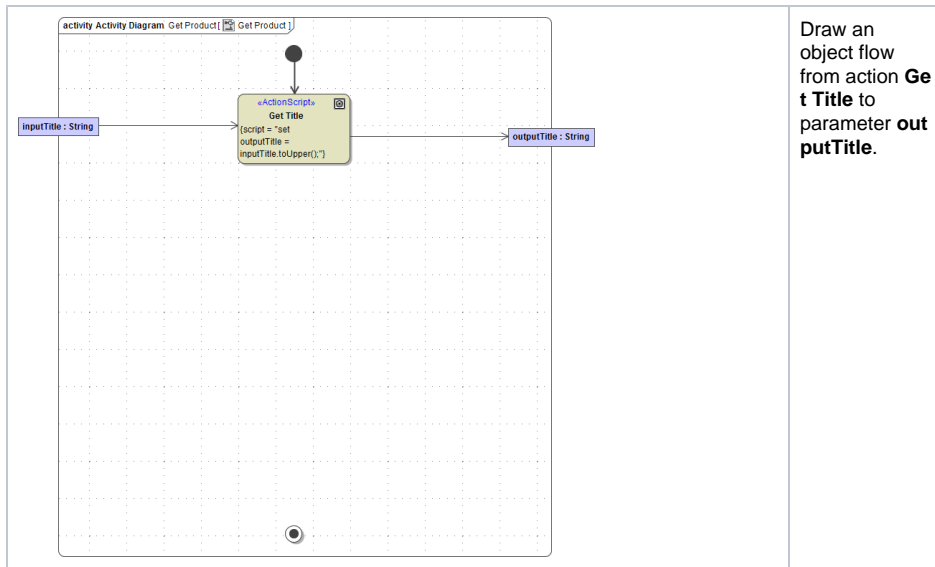 activity Activity Diagram Get Product[ Get Product ]
«ActionScript»
Get Title
{script = "set
outputTitle =
inputTitle.toUpper();"}
inputTitle : String
outputTitle : String
Draw an
object flow
from action Ge
t Title to
parameter out
putTitle.